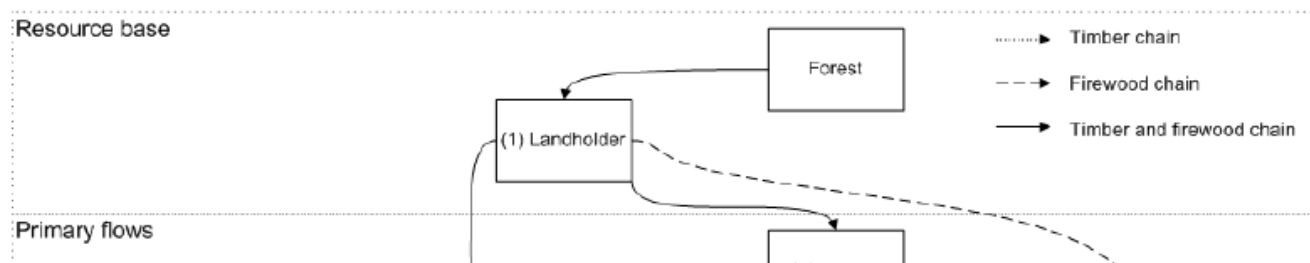 Resource base
Forest
(1) Landholder
Timber chain
Firewood chain
Timber and firewood chain
Primary flows